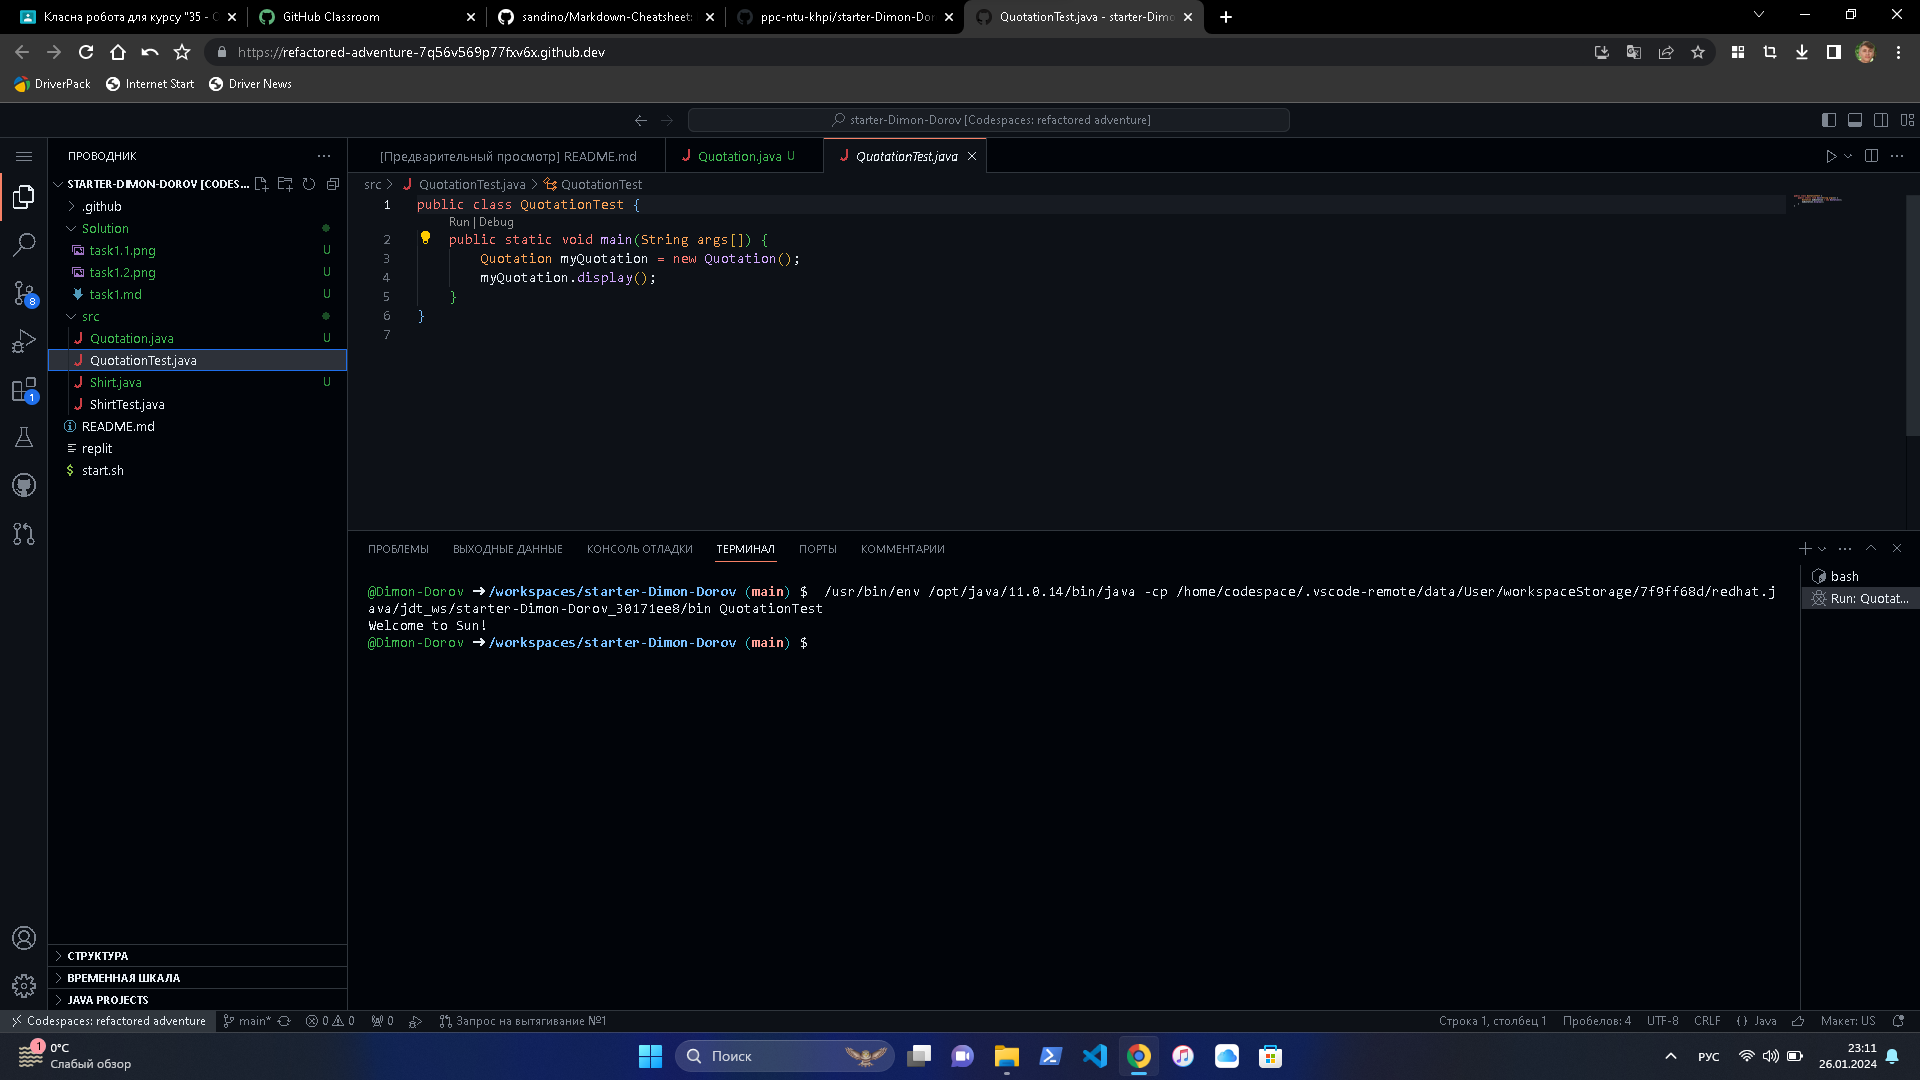 Класна робота для курсу "35 - С
GitHub Classroom
sandino/Markdown-Cheatsheet:
ppc-ntu-khpi/starter-Dimon-Dor
QuotationTest.java - starter-Dimo
https://refactored-adventure-7q56v569p77fxv6x.github.dev
DriverPack
Internet Start
Driver News
starter-Dimon-Dorov [Codespaces: refactored adventure]
ПРОВОДНИК
STARTER-DIMON-DOROV [CODES...
.github
Solution
task1.1.png U
task1.2.png U
task1.md U
src
Quotation.java U
QuotationTest.java
Shirt.java U
ShirtTest.java
README.md
replit
start.sh
СТРУКТУРА
ВРЕМЕННАЯ ШКАЛА
JAVA PROJECTS
8
1
[Предварительный просмотр] README.md
Quotation.java U
QuotationTest.java
src > QuotationTest.java > QuotationTest
1 public class QuotationTest {
Run | Debug
2 public static void main(String args[]) {
3 Quotation myQuotation = new Quotation();
4 myQuotation.display();
5 }
6 }
7
ПРОБЛЕМЫ ВЫХОДНЫЕ ДАННЫЕ КОНСОЛЬ ОТЛАДКИ ТЕРМИНАЛ ПОРТЫ КОММЕНТАРИИ
@Dimon-Dorov ➜ /workspaces/starter-Dimon-Dorov (main) $ /usr/bin/env /opt/java/11.0.14/bin/java -cp /home/codespace/.vscode-remote/data/User/workspaceStorage/7f9ff68d/redhat.j
ava/jdt_ws/starter-Dimon-Dorov_30171ee8/bin QuotationTest
Welcome to Sun!
@Dimon-Dorov ➜ /workspaces/starter-Dimon-Dorov (main) $
bash
Run: Quotat...
Codespaces: refactored adventure
main*
0 0
0
Запрос на вытягивание №1
Строка 1, столбец 1
Пробелов: 4
UTF-8
CRLF
{} Java
Макет: US
1
0°C
Слабый обзор
Поиск
РУС
23:11
26.01.2024